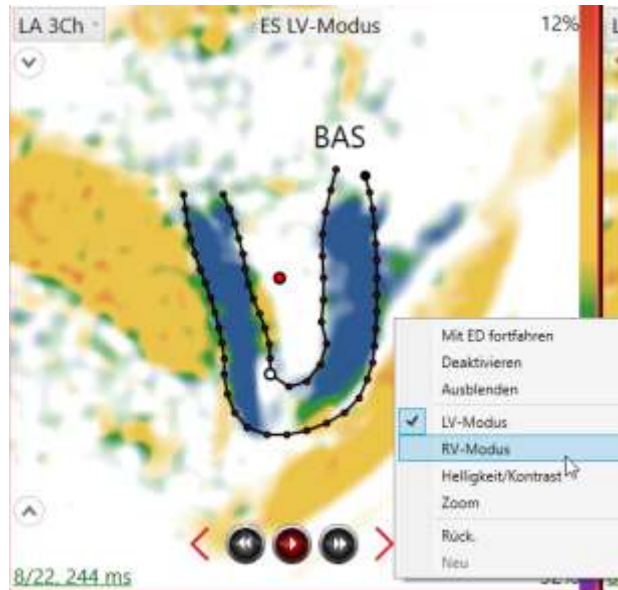 LA 3Ch
ES LV-Modus
12%
BAS
Mit ED fortfahren
Deaktivieren
Ausblenden
LV-Modus
RV-Modus
Helligkeit/Kontrast
Zoom
Rück.
Neu
8/22, 244 ms